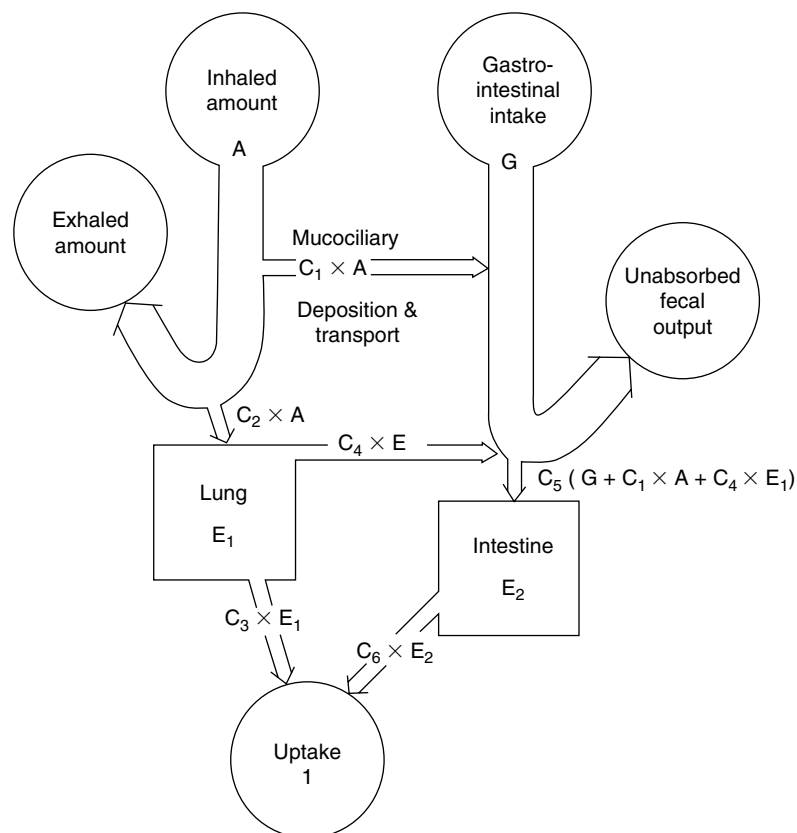 Inhaled
amount
A
Gastro-
intestinal
intake
G
Exhaled
amount
Mucociliary
C₁ × A
Deposition &
transport
Unabsorbed
fecal
output
C₂ × A
C₄ × E
C₅ ( G + C₁ × A + C₄ × E₁)
Lung
E₁
Intestine
E₂
C₃ × E₁
C₆ × E₂
Uptake
1